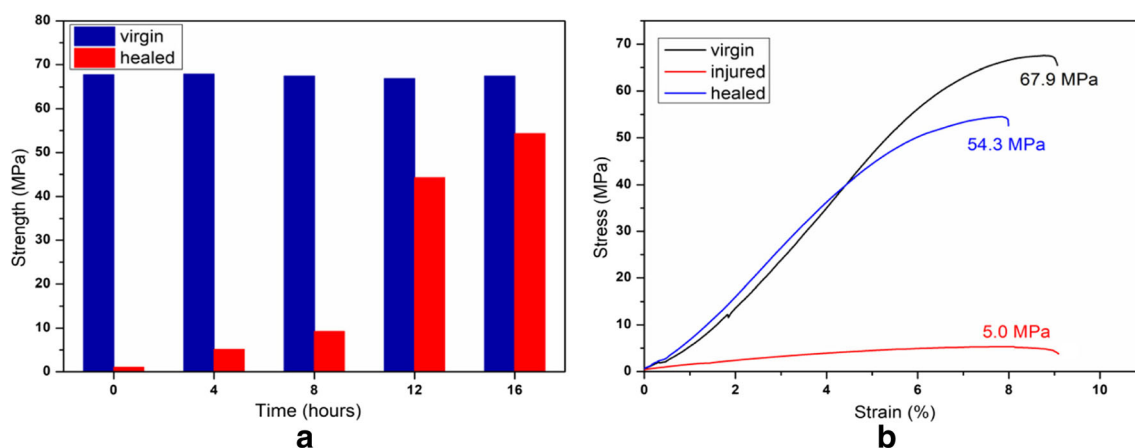 80
70
60
50
40
30
20
10
0
Strength (MPa)
virgin
healed
0 4 8 12 16
Time (hours)
a
70
60
50
40
30
20
10
0
Stress (MPa)
virgin
injured
healed
67.9 MPa
54.3 MPa
5.0 MPa
0 2 4 6 8 10
Strain (%)
b